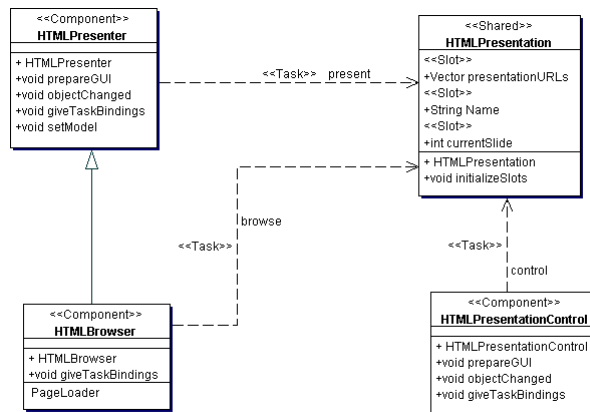 <<Component>>
HTMLPresenter
+ HTMLPresenter
+void prepareGUI
+void objectChanged
+void giveTaskBindings
+void setModel
<<Task>> present
<<Shared>>
HTMLPresentation
<<Slot>>
+Vector presentationURLs
<<Slot>>
+String Name
<<Slot>>
+int currentSlide
+ HTMLPresentation
+void initializeSlots
browse
<<Task>>
<<Task>>
control
<<Component>>
HTMLBrowser
+ HTMLBrowser
+void giveTaskBindings
PageLoader
<<Component>>
HTMLPresentationControl
+ HTMLPresentationControl
+void prepareGUI
+void objectChanged
+void giveTaskBindings